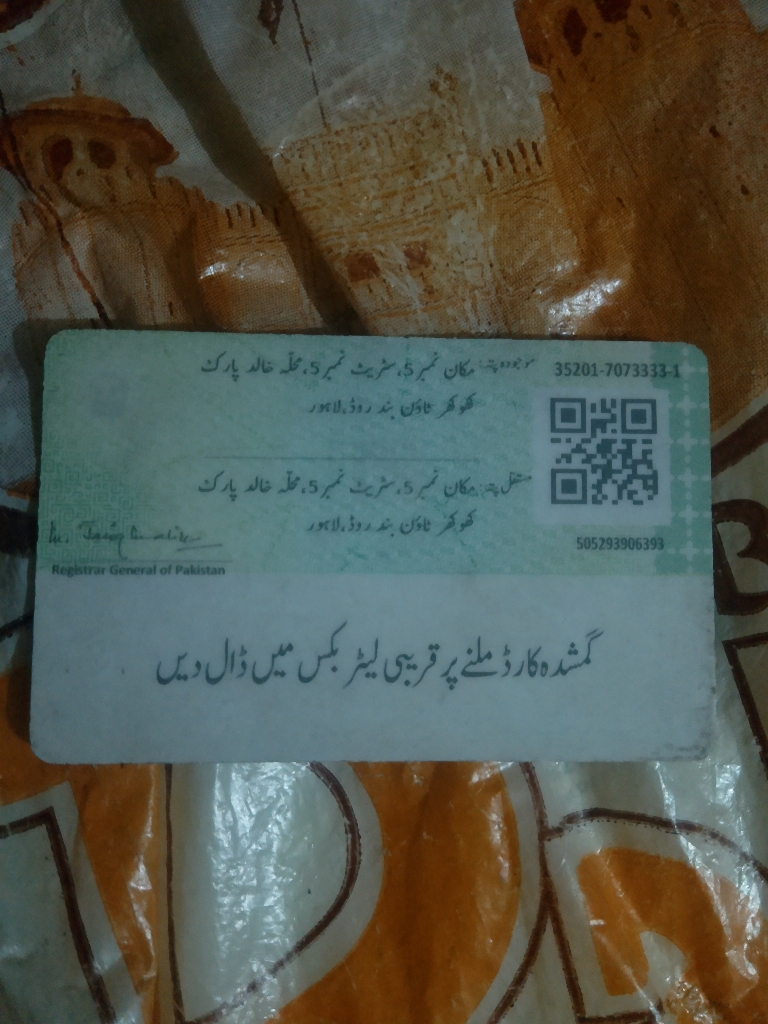 35201-7073333-1
موجودہ پتہ: مکان نمبر 5، سٹریٹ نمبر 5، محلّہ خالد پارک
کھوکھر ٹاؤن بند روڈ، لاہور
مستقل پتہ: مکان نمبر 5، سٹریٹ نمبر 5، محلّہ خالد پارک
کھوکھر ٹاؤن بند روڈ، لاہور
505293906393
Registrar General of Pakistan
گمشدہ کارڈ ملنے پر قریبی لیٹر بکس میں ڈال دیں
B